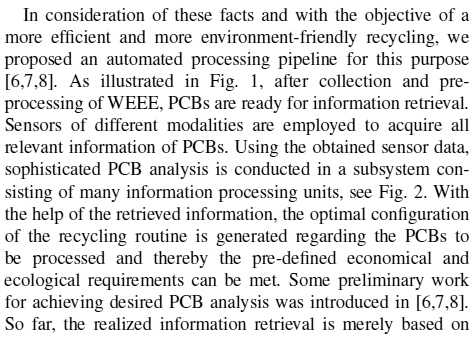 In consideration of these facts and with the objective of a
more efficient and more environment-friendly recycling, we
proposed an automated processing pipeline for this purpose
[6,7,8]. As illustrated in Fig. 1, after collection and pre-
processing of WEEE, PCBs are ready for information retrieval.
Sensors of different modalities are employed to acquire all
relevant information of PCBs. Using the obtained sensor data,
sophisticated PCB analysis is conducted in a subsystem con-
sisting of many information processing units, see Fig. 2. With
the help of the retrieved information, the optimal configuration
of the recycling routine is generated regarding the PCBs to
be processed and thereby the pre-defined economical and
ecological requirements can be met. Some preliminary work
for achieving desired PCB analysis was introduced in [6,7,8].
So far, the realized information retrieval is merely based on